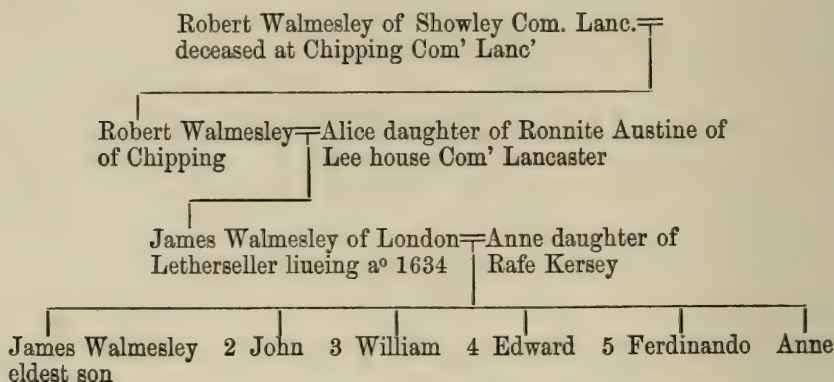 Robert Walmesley of Showley Com. Lanc.=
deceased at Chipping Com' Lanc'
Robert Walmesley=Alice daughter of Ronnite Austine of
of Chipping Lee house Com' Lancaster
James Walmesley of London=Anne daughter of
Letherseller liueing aº 1634 Rafe Kersey
James Walmesley 2 John 3 William 4 Edward 5 Ferdinando Anne
eldest son